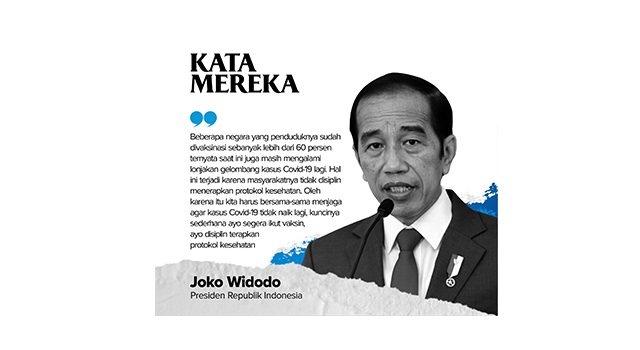 KATA
MEREKA
Beberapa negara yang penduduknya sudah
divaksinasi sebanyak lebih dari 60 persen
ternyata saat ini juga masih mengalami
lonjakan gelombang kasus Covid-19 lagi. Hal
ini terjadi karena masyarakatnya tidak disiplin
menerapkan protokol kesehatan. Oleh
karena itu kita harus bersama-sama menjaga
agar kasus Covid-19 tidak naik lagi, kuncinya
sederhana ayo segera ikut vaksin,
ayo disiplin terapkan
protokol kesehatan
Joko Widodo
Presiden Republik Indonesia